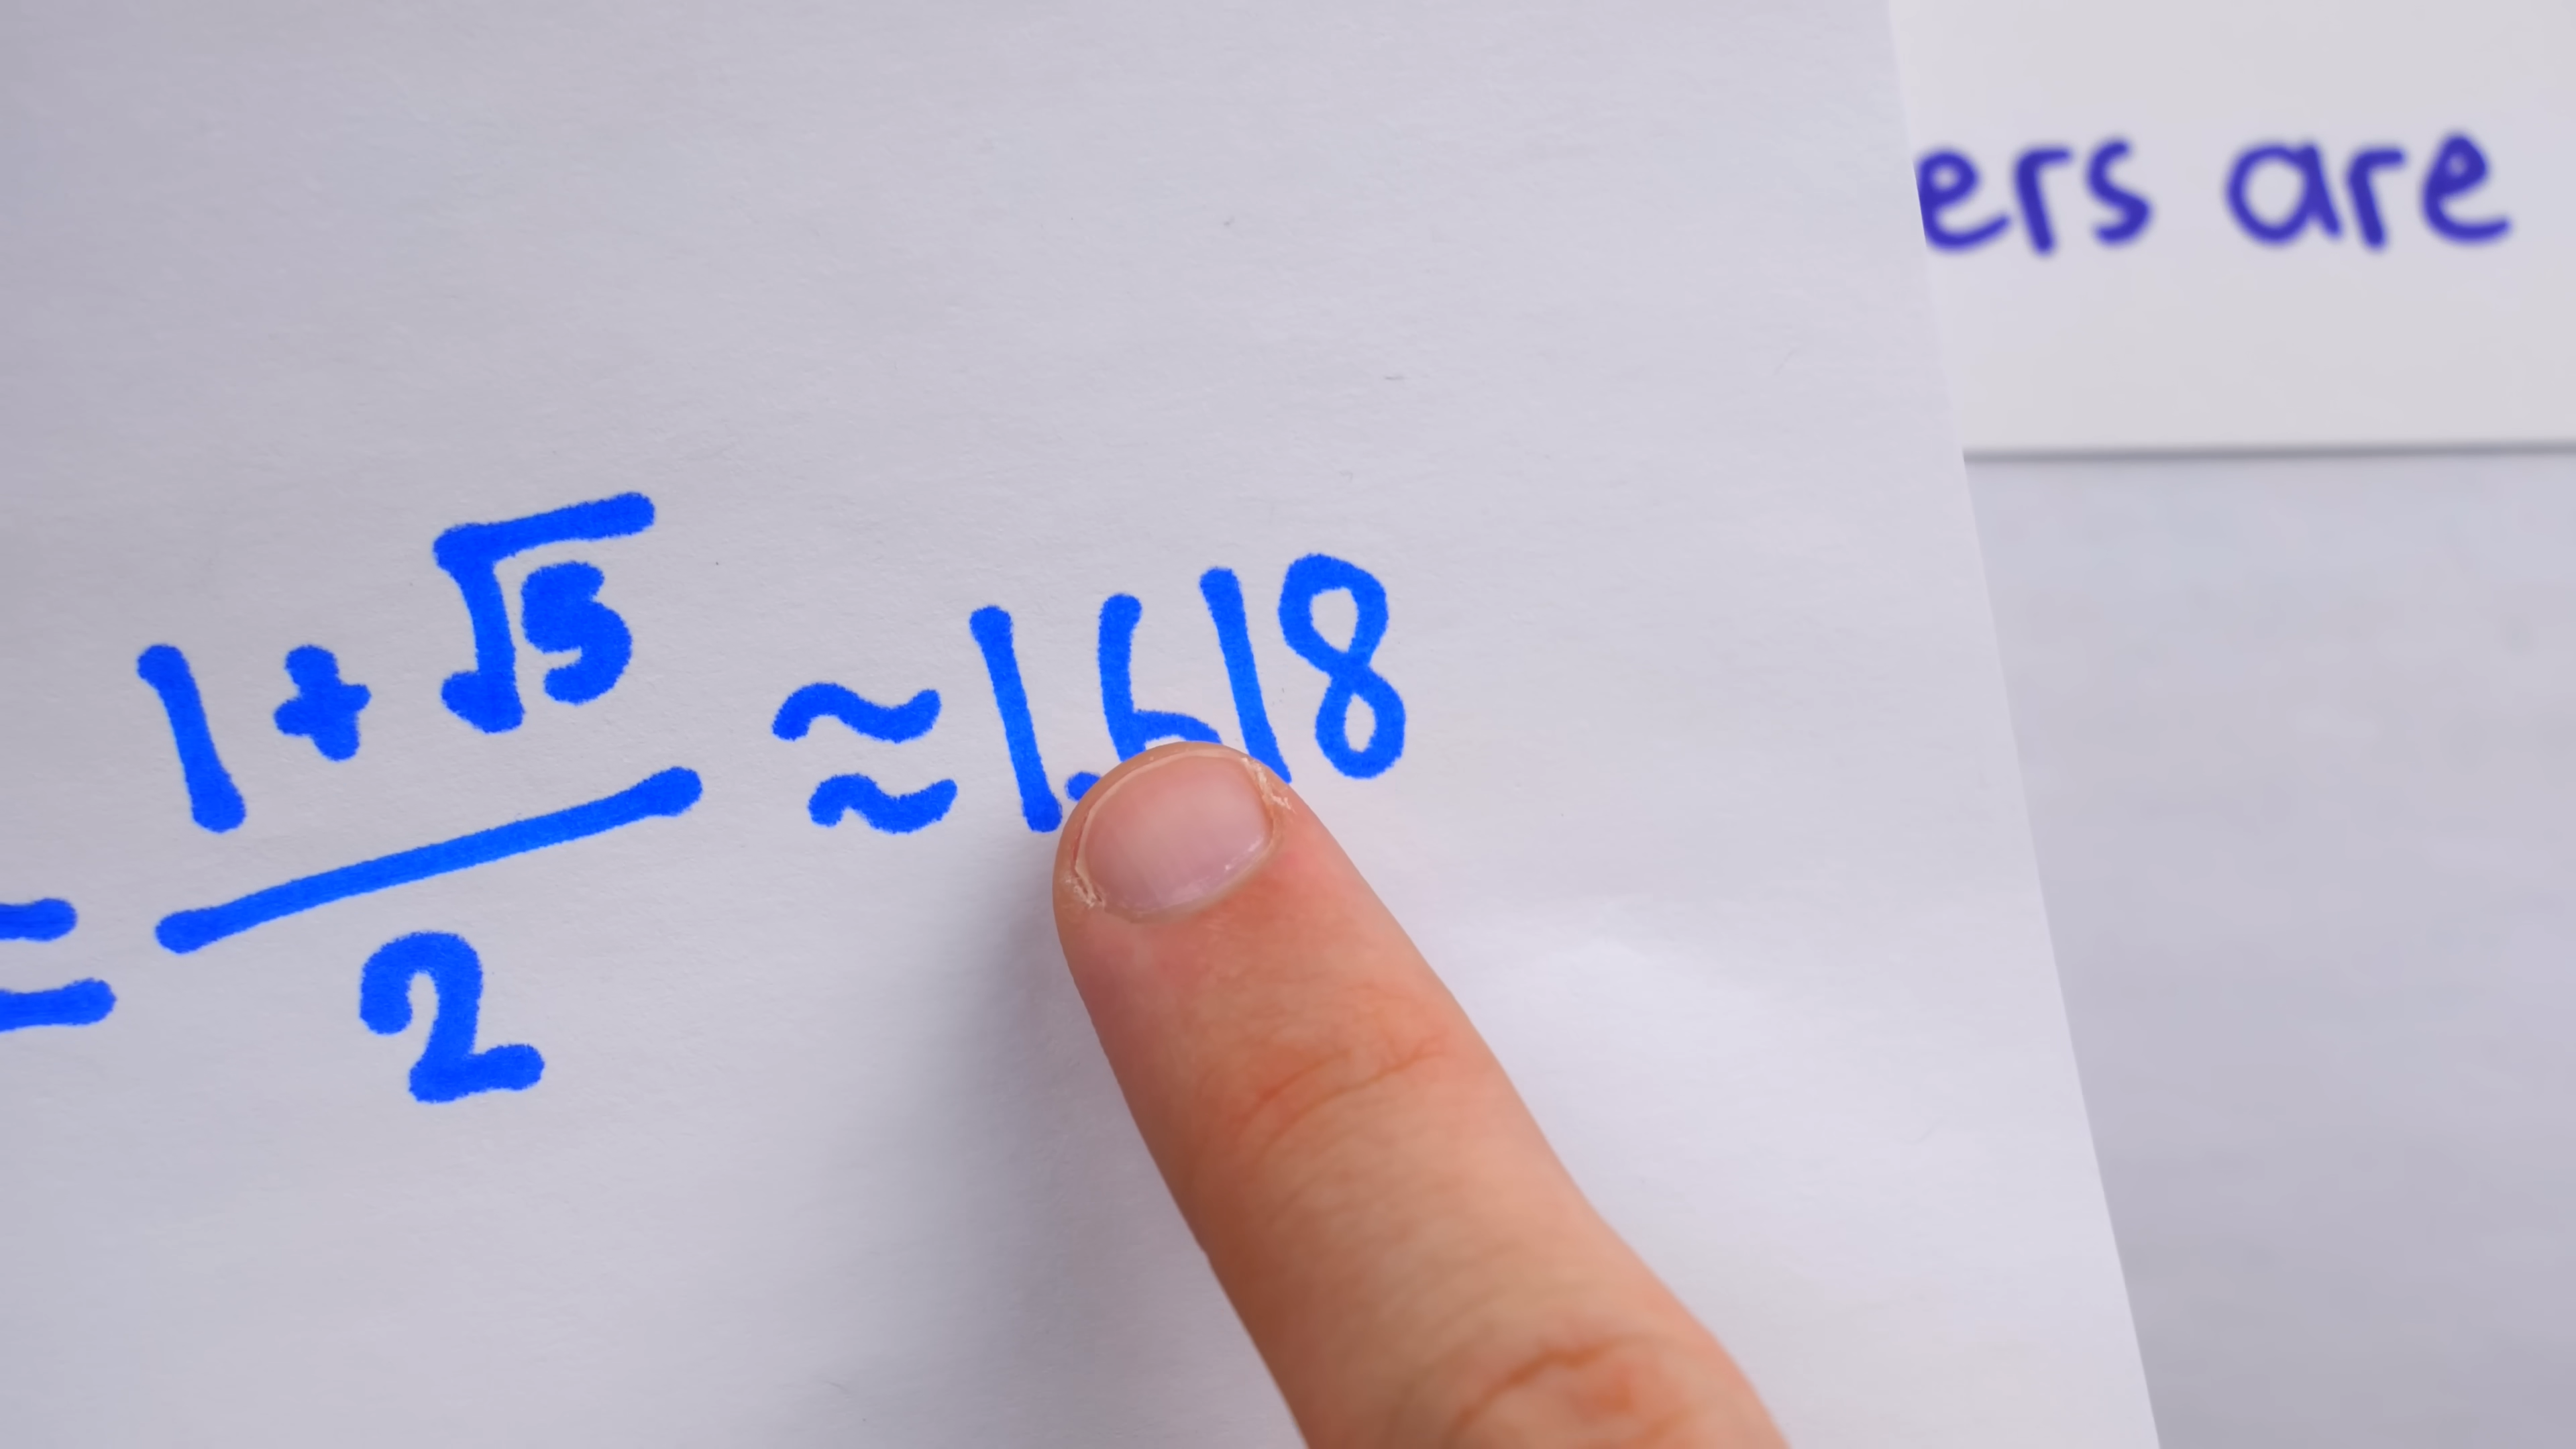 ers are
= (1 + √5) / 2 ≈ 1.618